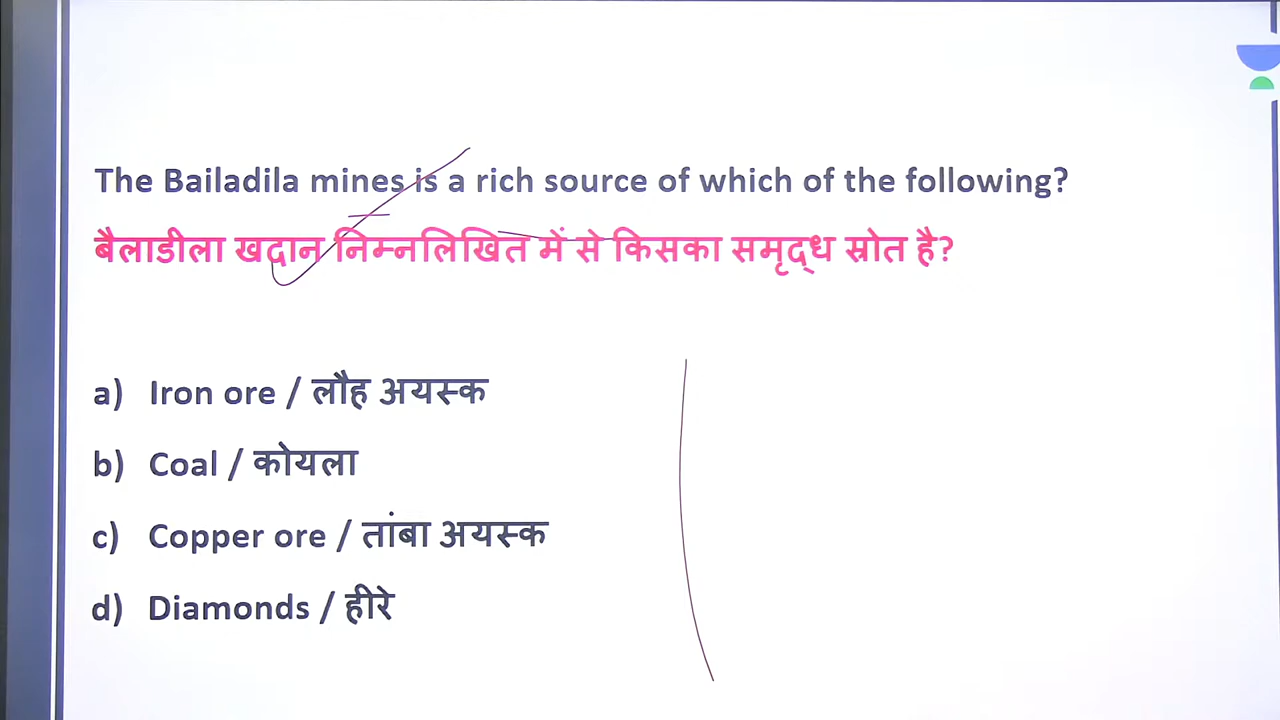 The Bailadila mines is a rich source of which of the following?
बैलाडीला खदान निम्नलिखित में से किसका समृद्ध स्रोत है?
a) Iron ore / लौह अयस्क
b) Coal / कोयला
c) Copper ore / तांबा अयस्क
d) Diamonds / हीरे